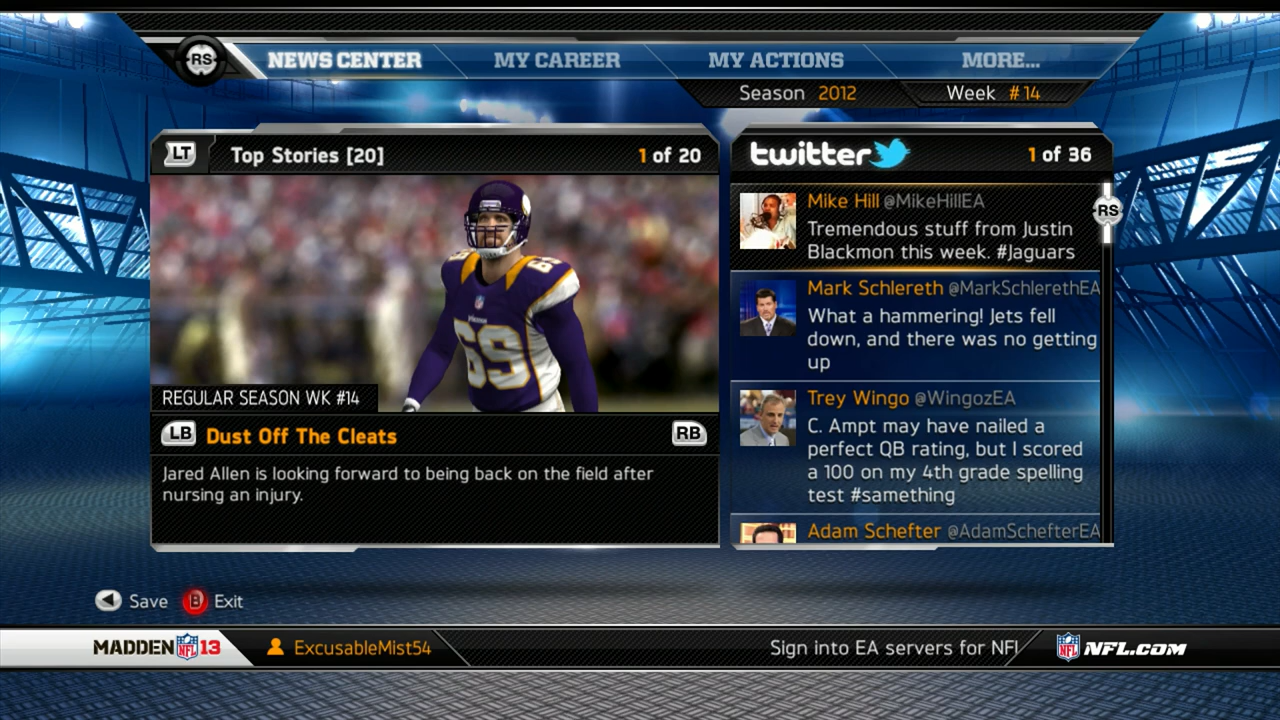 RS
NEWS CENTER
MY CAREER
MY ACTIONS
MORE...
Season 2012
Week #14
LT
Top Stories [20]
1 of 20
69
REGULAR SEASON WK #14
LB
Dust Off The Cleats
RB
Jared Allen is looking forward to being back on the field after
nursing an injury.
twitter
1 of 36
RS
Mike Hill @MikeHillEA
Tremendous stuff from Justin
Blackmon this week. #Jaguars
Mark Schlereth @MarkSchlerethEA
What a hammering! Jets fell
down, and there was no getting
up
Trey Wingo @WingozEA
C. Ampt may have nailed a
perfect QB rating, but I scored
a 100 on my 4th grade spelling
test #samething
Adam Schefter @AdamSchefterEA
Save
B Exit
MADDEN NFL 13
ExcusableMist54
Sign into EA servers for NFL
NFL NFL.COM